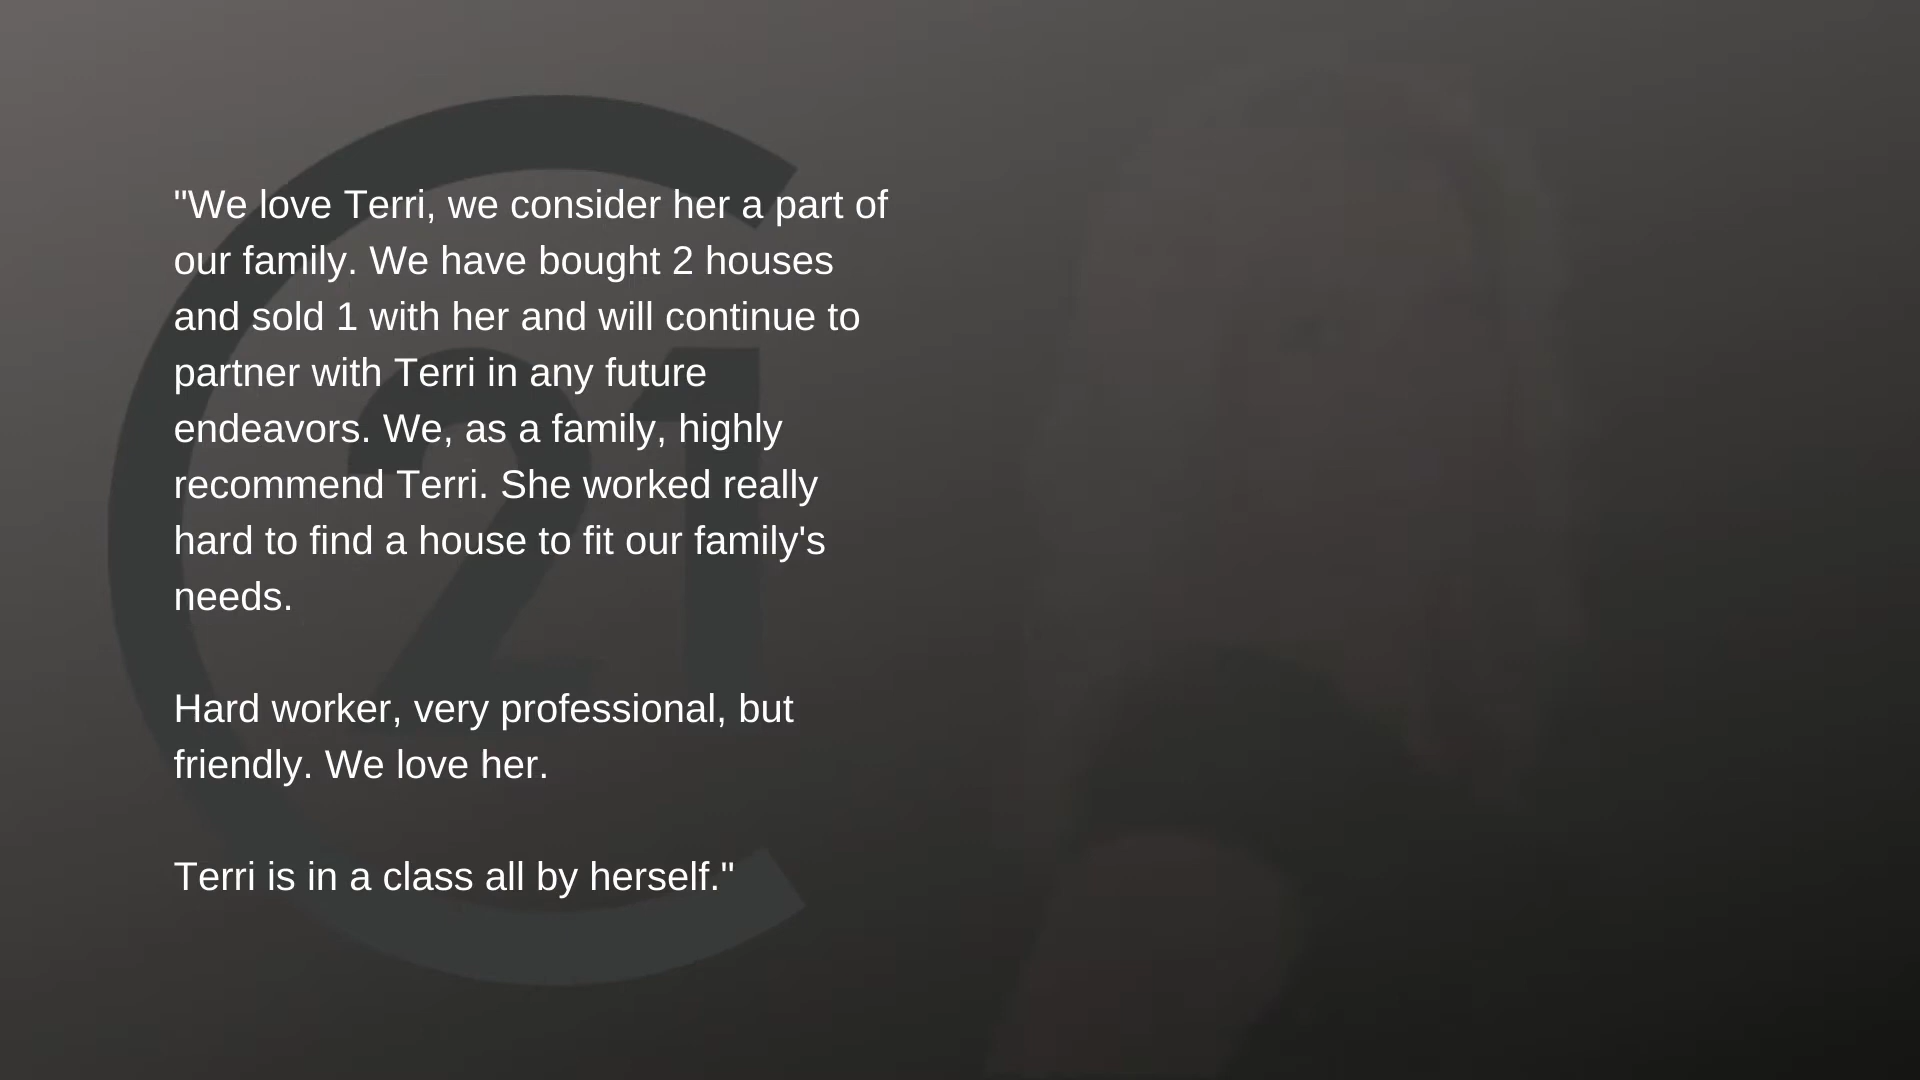 "We love Terri, we consider her a part of
our family. We have bought 2 houses
and sold 1 with her and will continue to
partner with Terri in any future
endeavors. We, as a family, highly
recommend Terri. She worked really
hard to find a house to fit our family's
needs.
Hard worker, very professional, but
friendly. We love her.
Terri is in a class all by herself."
21